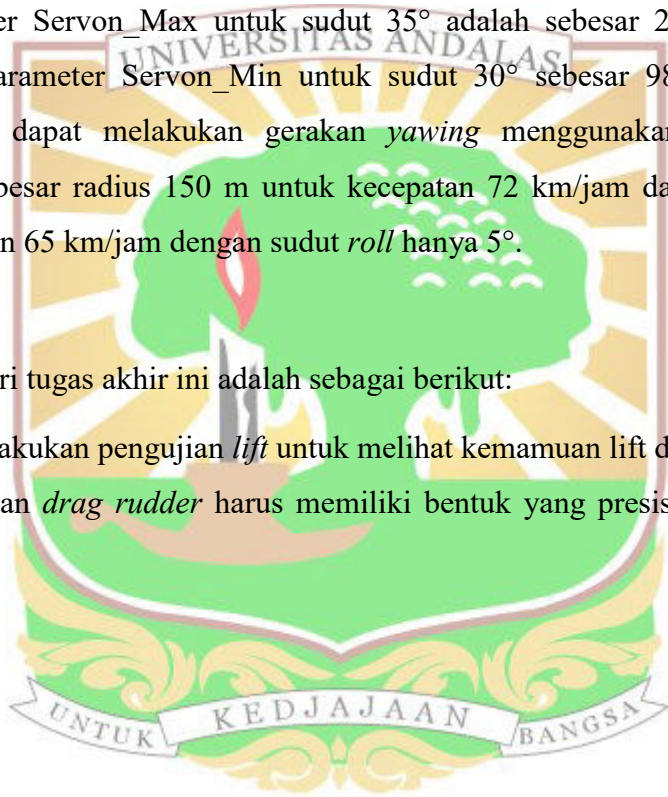 er Servon_Max untuk sudut 35° adalah sebesar 2
UNIVERSITAS ANDALAS
arameter Servon_Min untuk sudut 30° sebesar 98
dapat melakukan gerakan yawing menggunakan
besar radius 150 m untuk kecepatan 72 km/jam da
n 65 km/jam dengan sudut roll hanya 5°.
ri tugas akhir ini adalah sebagai berikut:
akukan pengujian lift untuk melihat kemamuan lift d
an drag rudder harus memiliki bentuk yang presis
UNTUK KEDJAJAAN BANGSA